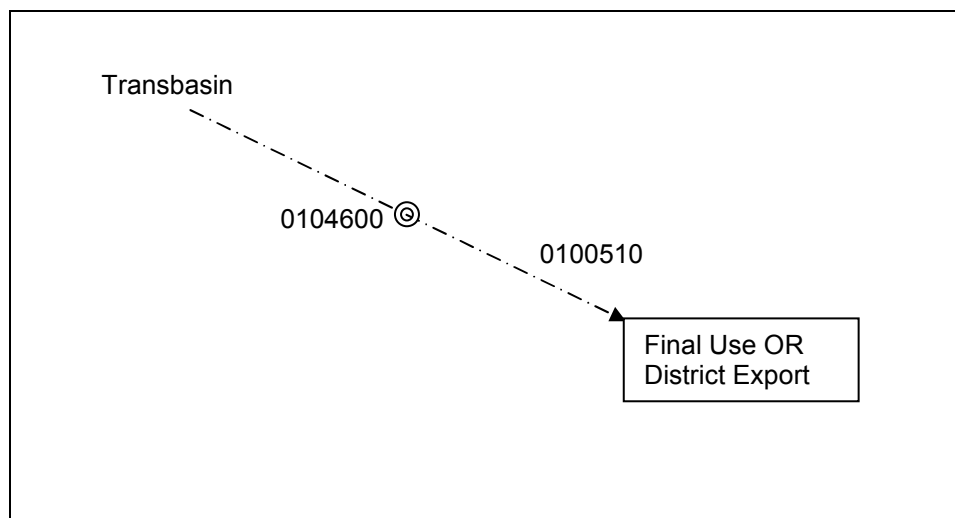 Transbasin
0104600
0100510
Final Use OR
District Export